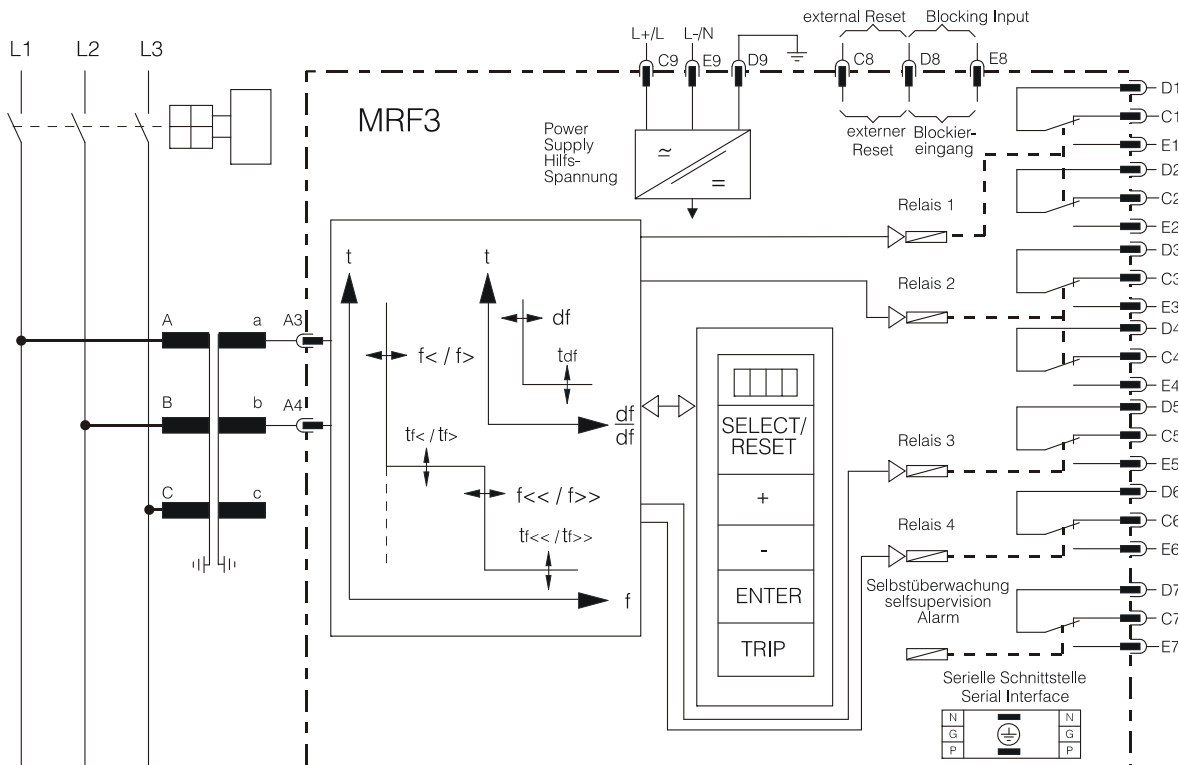 external Reset
Blocking Input
L1
L2
L3
L+/L
L-/N
C9
E9
D9
C8
D8
E8
MRF3
Power
Supply
Hilfs-
Spannung
≃
=
externer
Reset
Blockier-
eingang
D1
C1
E1
D2
C2
E2
D3
C3
E3
D4
C4
E4
D5
C5
E5
D6
C6
E6
D7
C7
E7
Relais 1
Relais 2
Relais 3
Relais 4
Selbstüberwachung
selfsupervision
Alarm
A
a
A3
B
b
A4
C
c
t
f< / f>
tf< / tf>
f<< / f>>
tf<< / tf>>
f
t
df
tdf
df
df
SELECT/
RESET
+
-
ENTER
TRIP
Serielle Schnittstelle
Serial Interface
N
G
P
N
G
P